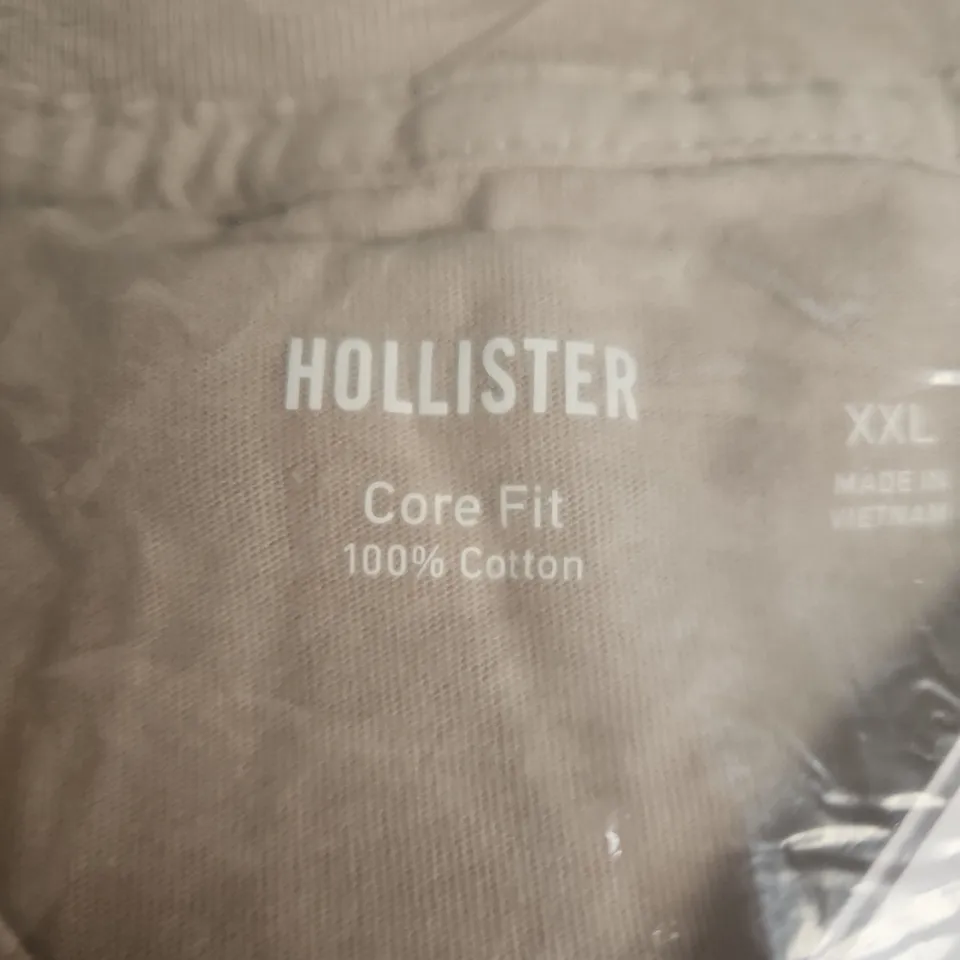 HOLLISTER
Core Fit
100% Cotton
XXL
MADE IN
VIETNAM